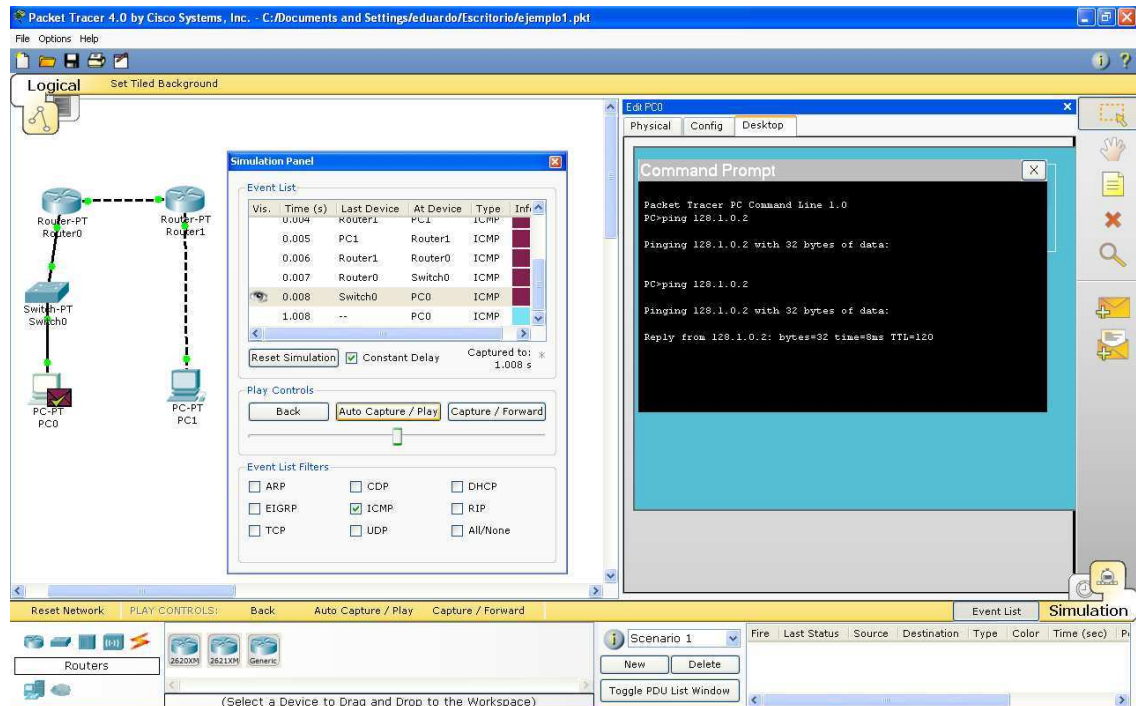 Packet Tracer 4.0 by Cisco Systems, Inc. - C:/Documents and Settings/eduardo/Escritorio/ejemplo1.pkt
File Options Help
Logical Set Tiled Background
Router-PT
Router0
Router-PT
Router1
Switch-PT
Switch0
PC-PT
PC0
PC-PT
PC1
Simulation Panel
Event List
Vis. Time (s) Last Device At Device Type Inf
0.004 Router1 PC1 ICMP
0.005 PC1 Router1 ICMP
0.006 Router1 Router0 ICMP
0.007 Router0 Switch0 ICMP
0.008 Switch0 PC0 ICMP
1.008 -- PC0 ICMP
Reset Simulation Constant Delay Captured to: *
1.008 s
Play Controls
Back Auto Capture / Play Capture / Forward
Event List Filters
ARP CDP DHCP
EIGRP ICMP RIP
TCP UDP All/None
Edit PC0
Physical Config Desktop
Command Prompt X
Packet Tracer PC Command Line 1.0
PC>ping 128.1.0.2
Pinging 128.1.0.2 with 32 bytes of data:
PC>ping 128.1.0.2
Pinging 128.1.0.2 with 32 bytes of data:
Reply from 128.1.0.2: bytes=32 time=8ms TTL=120
Reset Network PLAY CONTROLS: Back Auto Capture / Play Capture / Forward Event List Simulation
Routers
2620XM 2621XM Generic
(Select a Device to Drag and Drop to the Workspace)
Scenario 1
New Delete
Toggle PDU List Window
Fire Last Status Source Destination Type Color Time (sec)